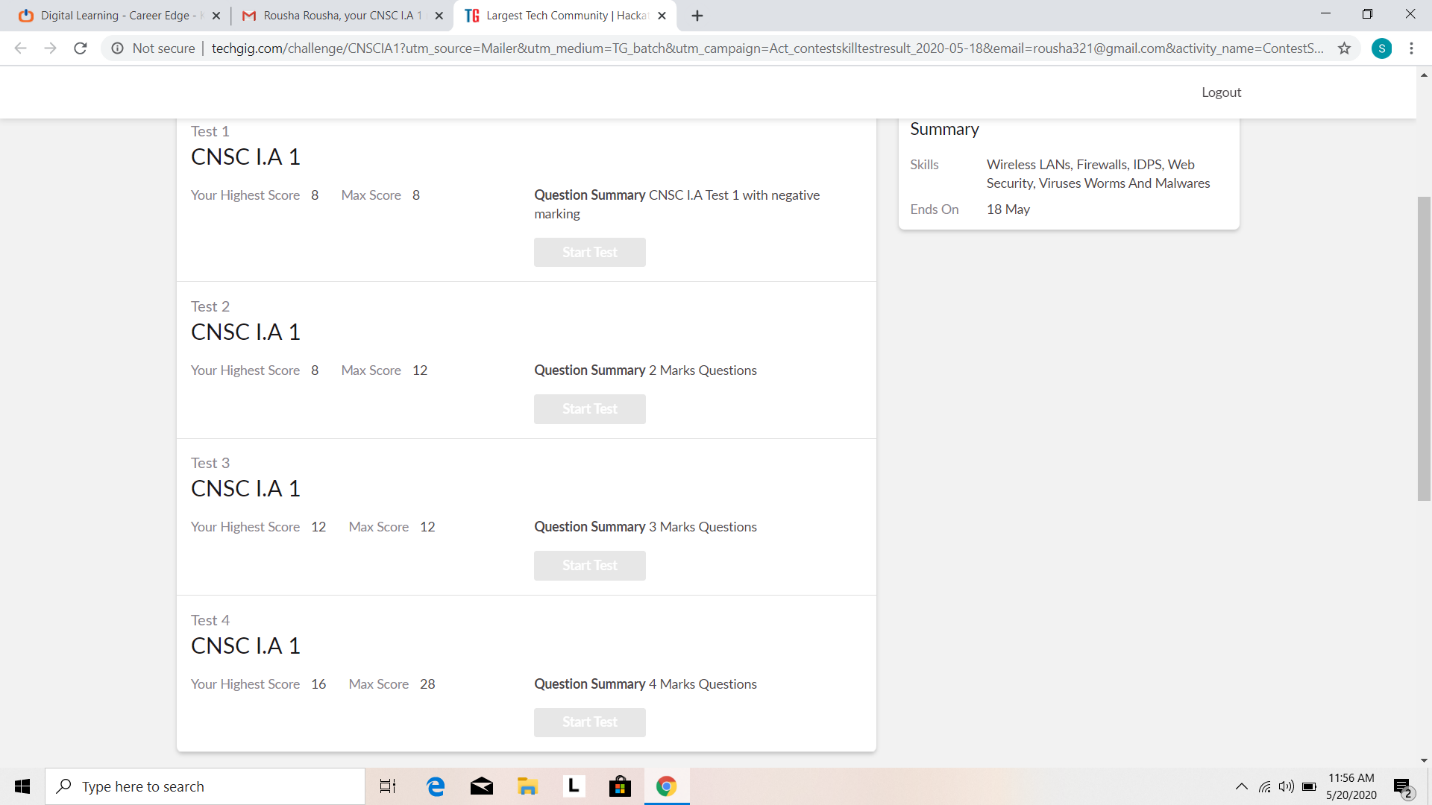 Digital Learning - Career Edge -
Rousha Rousha, your CNSC I.A 1
TG Largest Tech Community | Hackat
Not secure | techgig.com/challenge/CNSCIA1?utm_source=Mailer&utm_medium=TG_batch&utm_campaign=Act_contestskilltestresult_2020-05-18&email=rousha321@gmail.com&activity_name=ContestS...
S
Logout
Test 1
CNSC I.A 1
Your Highest Score 8 Max Score 8
Question Summary CNSC I.A Test 1 with negative
marking
Start Test
Summary
Skills Wireless LANs, Firewalls, IDPS, Web
Security, Viruses Worms And Malwares
Ends On 18 May
Test 2
CNSC I.A 1
Your Highest Score 8 Max Score 12
Question Summary 2 Marks Questions
Start Test
Test 3
CNSC I.A 1
Your Highest Score 12 Max Score 12
Question Summary 3 Marks Questions
Start Test
Test 4
CNSC I.A 1
Your Highest Score 16 Max Score 28
Question Summary 4 Marks Questions
Start Test
Type here to search
L
11:56 AM
5/20/2020
2